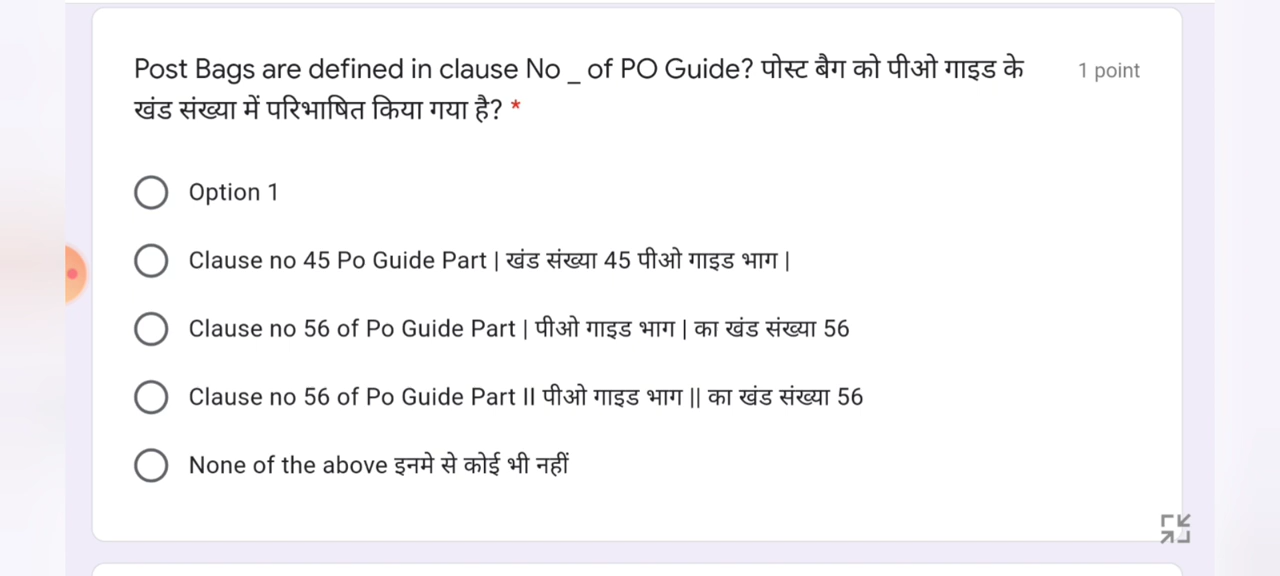 Post Bags are defined in clause No _ of PO Guide? पोस्ट बैग को पीओ गाइड के
1 point
खंड संख्या में परिभाषित किया गया है? *
Option 1
Clause no 45 Po Guide Part | खंड संख्या 45 पीओ गाइड भाग |
Clause no 56 of Po Guide Part | पीओ गाइड भाग | का खंड संख्या 56
Clause no 56 of Po Guide Part II पीओ गाइड भाग || का खंड संख्या 56
None of the above इनमे से कोई भी नहीं